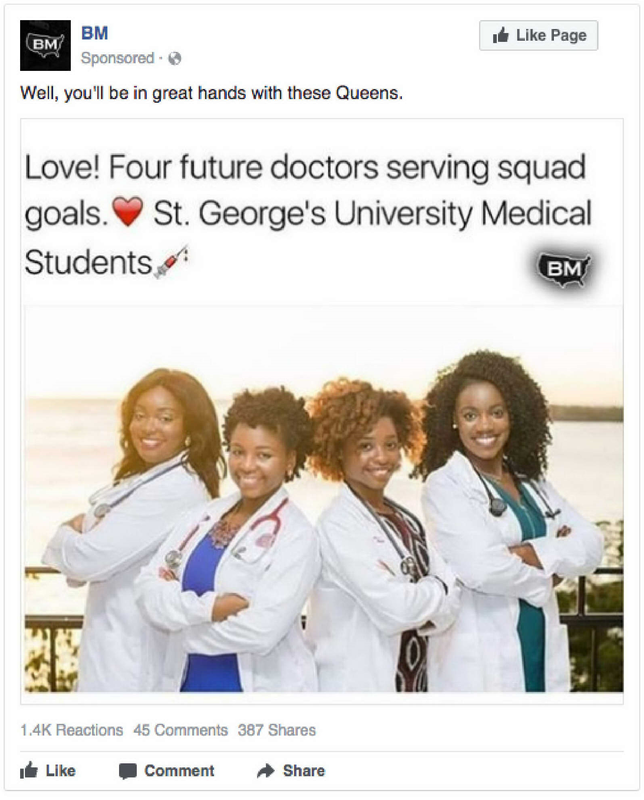 BM
BM
Sponsored ·
Like Page
Well, you'll be in great hands with these Queens.
Love! Four future doctors serving squad
goals.❤️ St. George's University Medical
Students💉
BM
1.4K Reactions 45 Comments 387 Shares
Like Comment Share